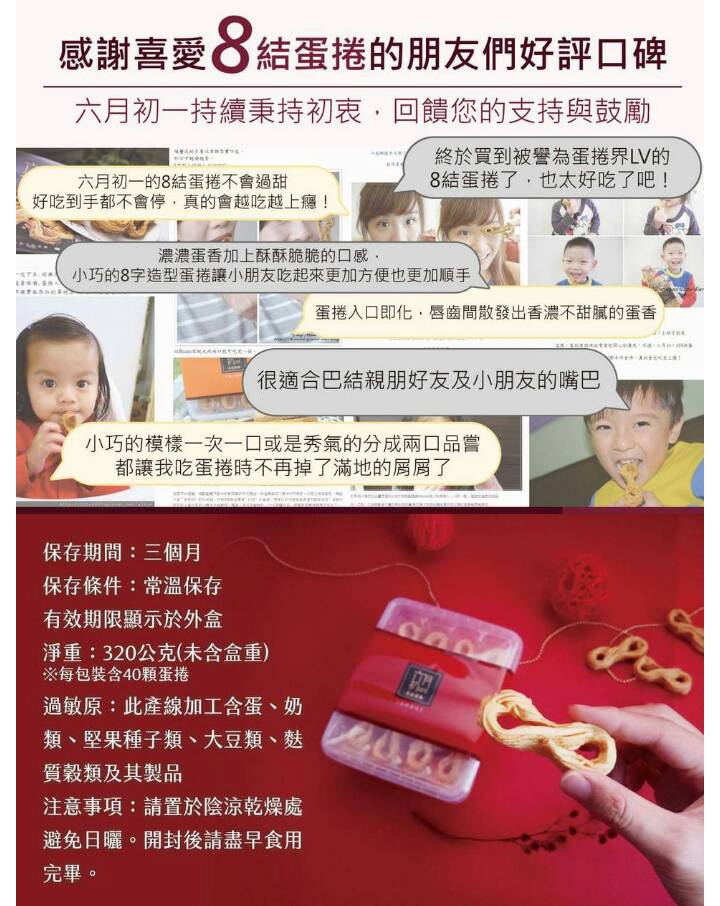 感謝喜愛8結蛋捲的朋友們好評口碑
六月初一持續秉持初衷，回饋您的支持與鼓勵
終於買到被譽為蛋捲界LV的
8結蛋捲了，也太好吃了吧！
六月初一的8結蛋捲不會過甜
好吃到手都不會停，真的會越吃越上癮！
濃濃蛋香加上酥酥脆脆的口感，
小巧的8字造型蛋捲讓小朋友吃起來更加方便也更加順手
蛋捲入口即化，唇齒間散發出香濃不甜膩的蛋香
很適合巴結親朋好友及小朋友的嘴巴
小巧的模樣一次一口或是秀氣的分成兩口品嘗
都讓我吃蛋捲時不再掉了滿地的屑屑了
保存期間：三個月
保存條件：常溫保存
有效期限顯示於外盒
淨重：320公克(未含盒重)
※每包裝含40顆蛋捲
過敏原：此產線加工含蛋、奶
類、堅果種子類、大豆類、麩
質穀類及其製品
注意事項：請置於陰涼乾燥處
避免日曬。開封後請盡早食用
完畢。